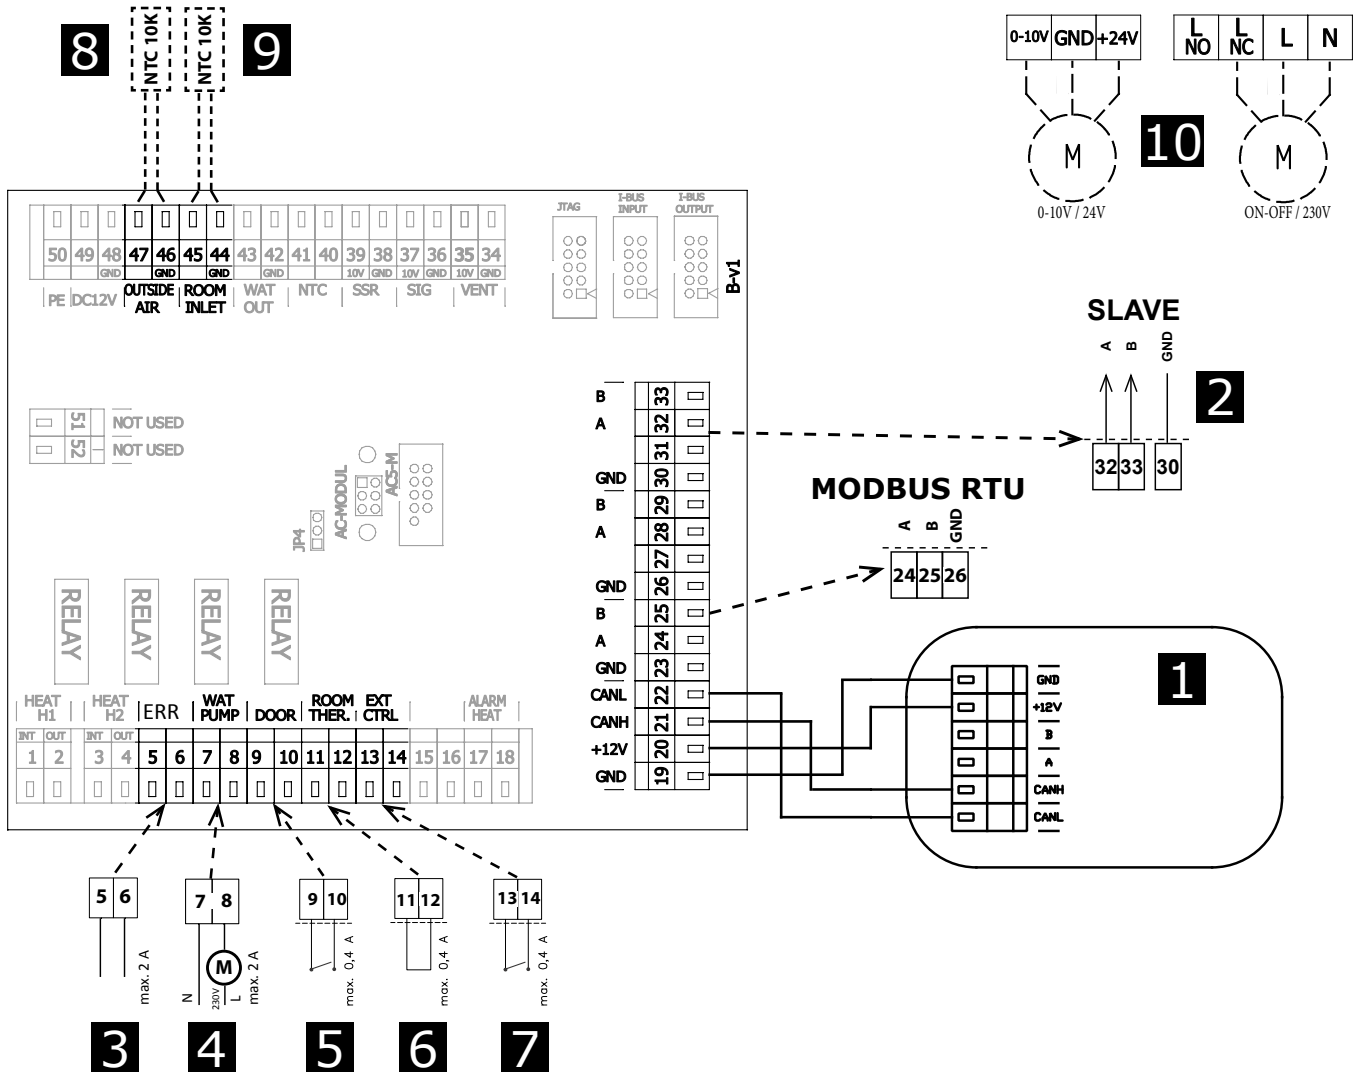 8
NTC 10K
NTC 10K
9
0-10V GND +24V
L NO
L NC
L
N
M
10
M
0-10V / 24V
ON-OFF / 230V
JTAG
I-BUS INPUT
I-BUS OUTPUT
B-v1
50 49 48 47 46 45 44 43 42 41 40 39 38 37 36 35 34
GND GND GND GND 10V GND 10V GND 10V GND
PE DC12V OUTSIDE AIR ROOM INLET WAT OUT NTC SSR SIG VENT
51 NOT USED
52 NOT USED
JP4
AC-MODUL
ACS-M
RELAY
RELAY
RELAY
RELAY
B 33
A 32
31
GND 30
B 29
A 28
27
GND 26
B 25
A 24
GND 23
CANL 22
CANH 21
+12V 20
GND 19
SLAVE
A
B
GND
32 33 30
2
MODBUS RTU
A
B
GND
24 25 26
1
GND
+12V
B
A
CANH
CANL
HEAT H1
HEAT H2
ERR
WAT PUMP
DOOR
ROOM THER.
EXT CTRL
ALARM HEAT
INT OUT INT OUT
1 2 3 4 5 6 7 8 9 10 11 12 13 14 15 16 17 18
5 6
max. 2 A
3
7 8
M
N
230V
L
max. 2 A
4
9 10
max. 0,4 A
5
11 12
max. 0,4 A
6
13 14
max. 0,4 A
7